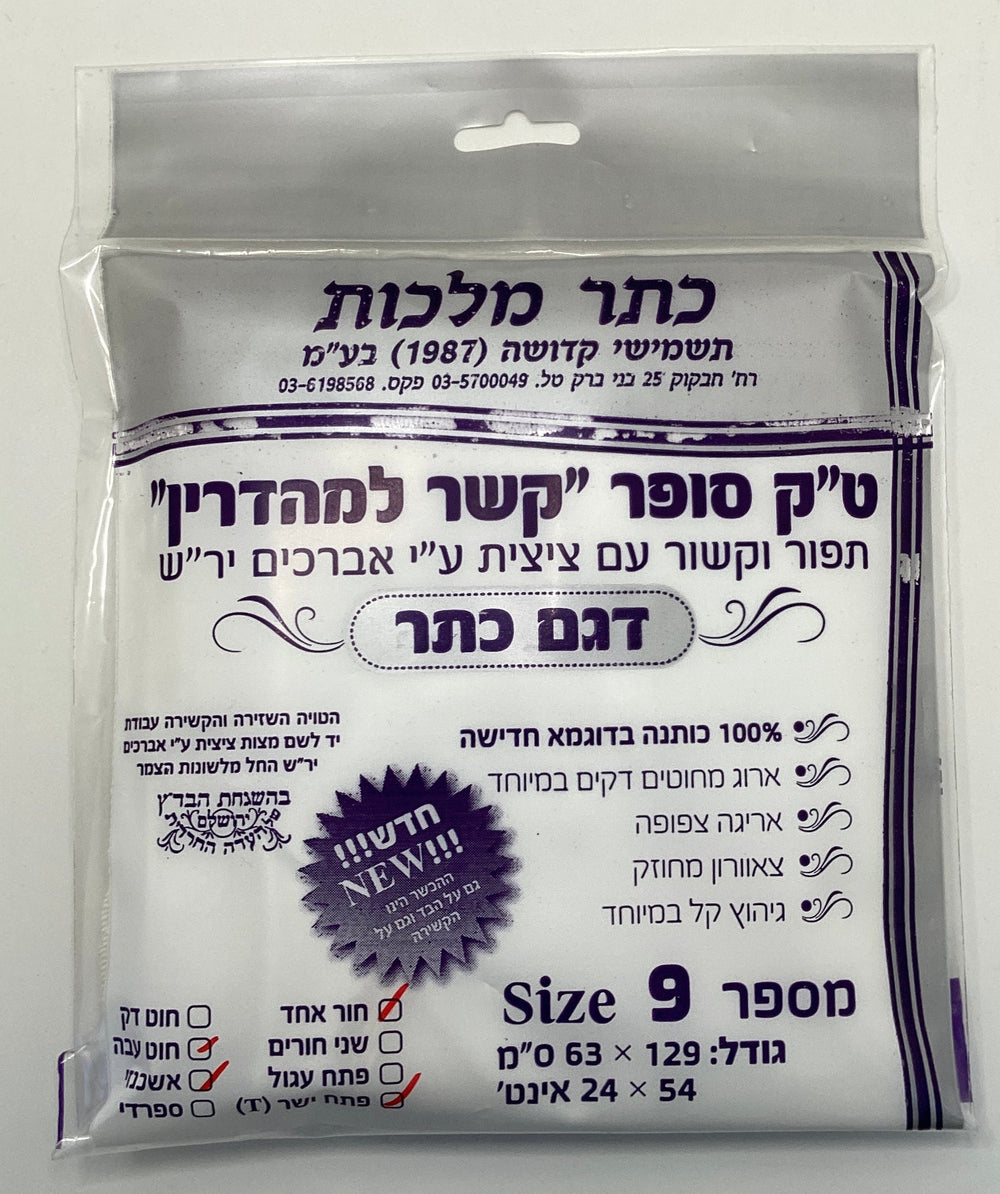 כתר מלכות
תשמישי קדושה (1987) בע"מ
רח' חבקוק 25 בני ברק טל. 03-5700049 פקס. 03-6198568
ט"ק סופר "קשר למהדרין"
תפור וקשור עם ציצית ע"י אברכים יר"ש
דגם כתר
100% כותנה בדוגמא חדישה
ארוג מחוטים דקים במיוחד
אריגה צפופה
צאוורון מחוזק
גיהוץ קל במיוחד
הטויה השזירה והקשירה עבודת
יד לשם מצות ציצית ע"י אברכים
יר"ש החל מלשונות הצמר
בהשגחת הבד"ץ
ירושלים
העדה החר
חדש!!!
NEW!!!
ההכשר הינו
גם על הבד וגם על
הקשירה
מספר 9 Size
גודל: 129 × 63 ס"מ
54 × 24 אינט'
חור אחד
שני חורים
פתח עגול
פתח ישר (T)
חוט דק
חוט עבה
אשכנזי
ספרדי